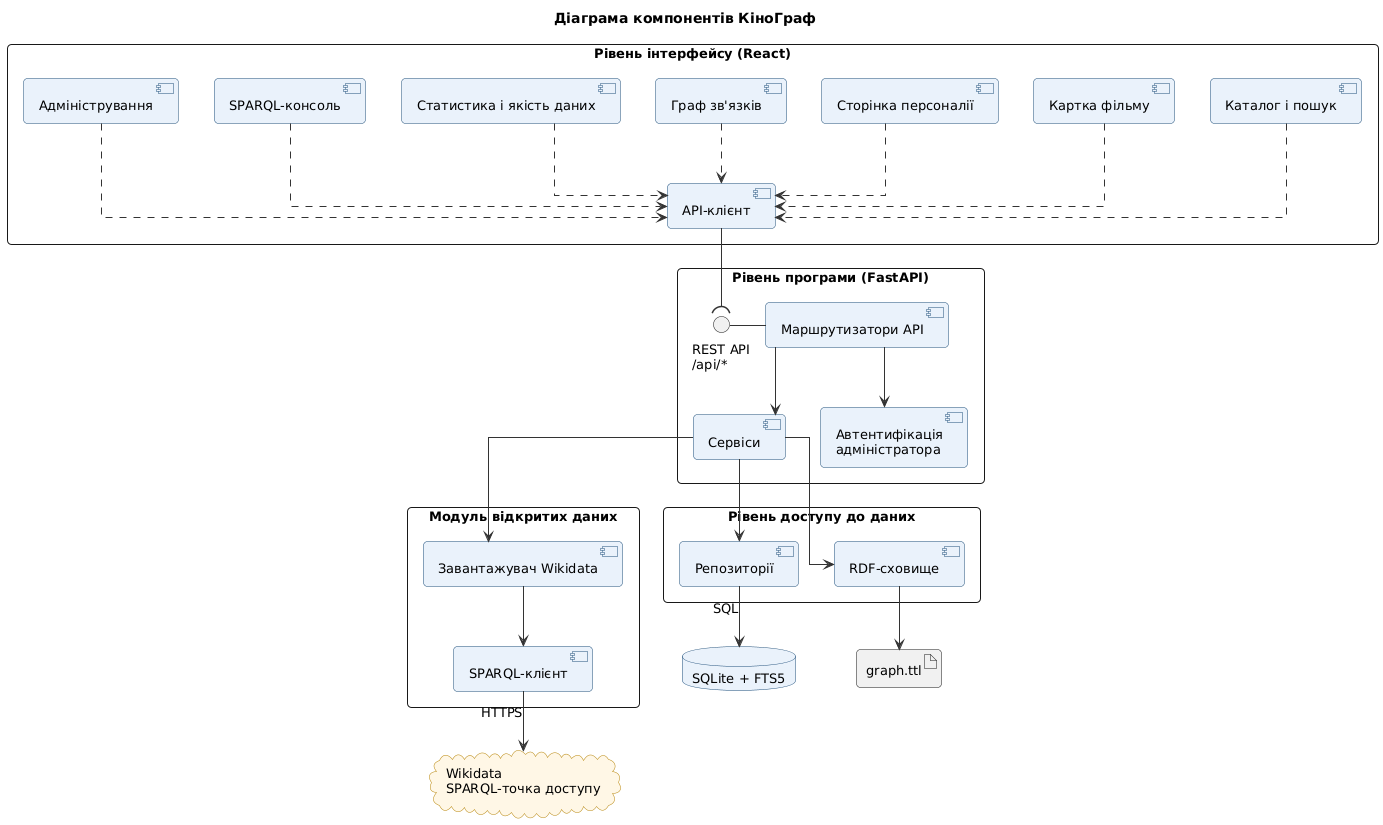 Діаграма компонентів КіноГраф
Рівень інтерфейсу (React)
Адміністрування
SPARQL-консоль
Статистика і якість даних
Граф зв'язків
Сторінка персоналії
Картка фільму
Каталог і пошук
API-клієнт
Рівень програми (FastAPI)
Маршрутизатори API
REST API
/api/*
Сервіси
Автентифікація
адміністратора
Модуль відкритих даних
Рівень доступу до даних
Завантажувач Wikidata
Репозиторії
RDF-сховище
SQL
SPARQL-клієнт
SQLite + FTS5
graph.ttl
HTTPS
Wikidata
SPARQL-точка доступу